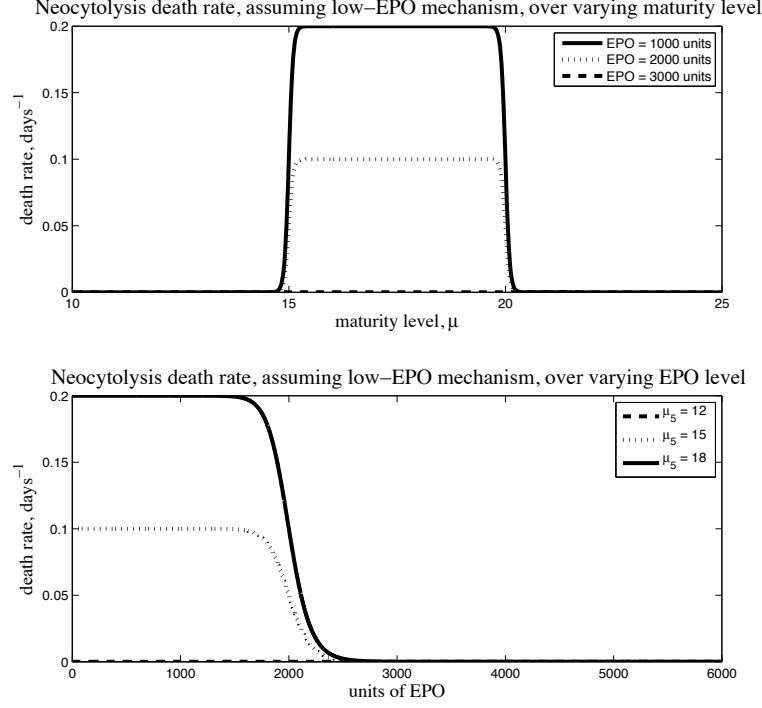 Neocytolysis death rate, assuming low–EPO mechanism, over varying maturity level
0.2
0.15
0.1
0.05
0
death rate, days⁻¹
EPO = 1000 units
EPO = 2000 units
EPO = 3000 units
10 15 20 25
maturity level, μ
Neocytolysis death rate, assuming low–EPO mechanism, over varying EPO level
0.2
0.15
0.1
0.05
0
death rate, days⁻¹
μ₅ = 12
μ₅ = 15
μ₅ = 18
0 1000 2000 3000 4000 5000 6000
units of EPO